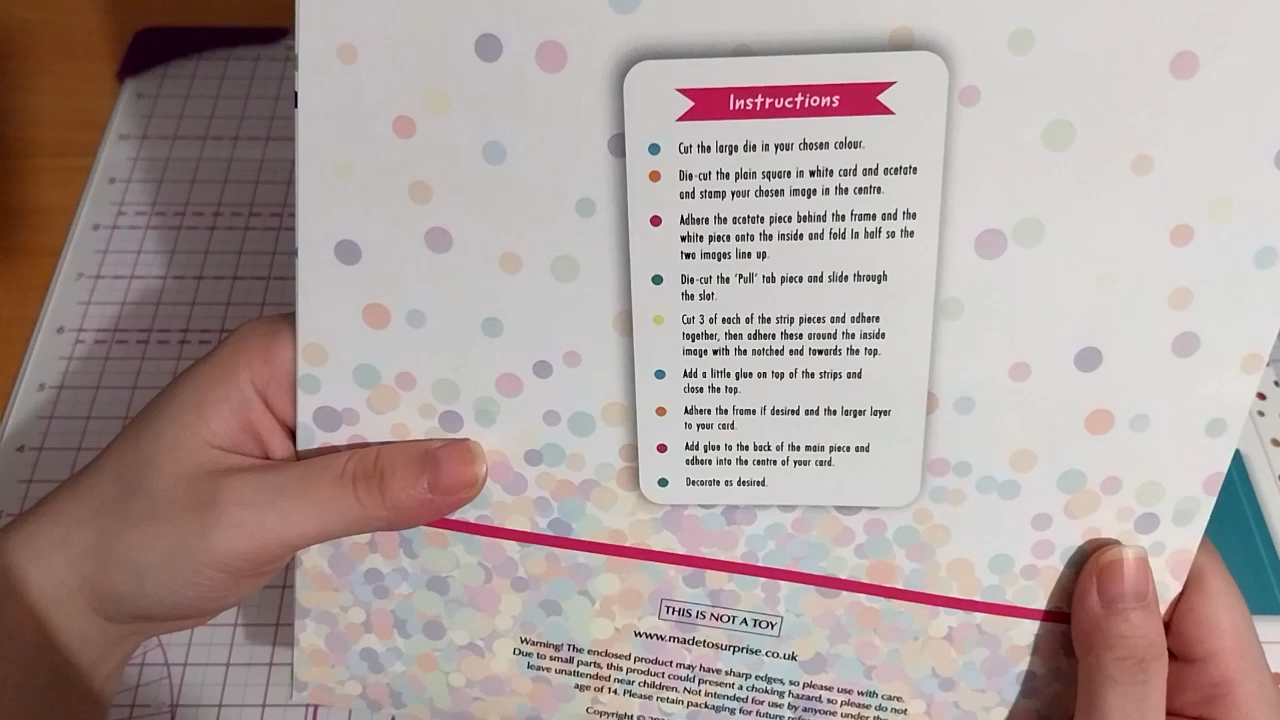 Instructions
Cut the large die in your chosen colour.
Die-cut the plain square in white card and acetate
and stamp your chosen image in the centre.
Adhere the acetate piece behind the frame and the
white piece onto the inside and fold In half so the
two images line up.
Die-cut the 'Pull' tab piece and slide through
the slot.
Cut 3 of each of the strip pieces and adhere
together, then adhere these around the inside
image with the notched end towards the top.
Add a little glue on top of the strips and
close the top.
Adhere the frame if desired and the larger layer
to your card.
Add glue to the back of the main piece and
adhere into the centre of your card.
Decorate as desired.
THIS IS NOT A TOY
www.madetosurprise.co.uk
Warning! The enclosed product may have sharp edges, so please use with care.
Due to small parts, this product could present a choking hazard, so please do not
leave unattended near children. Not intended for use by anyone under the
age of 14. Please retain packaging for future
Copyright ©